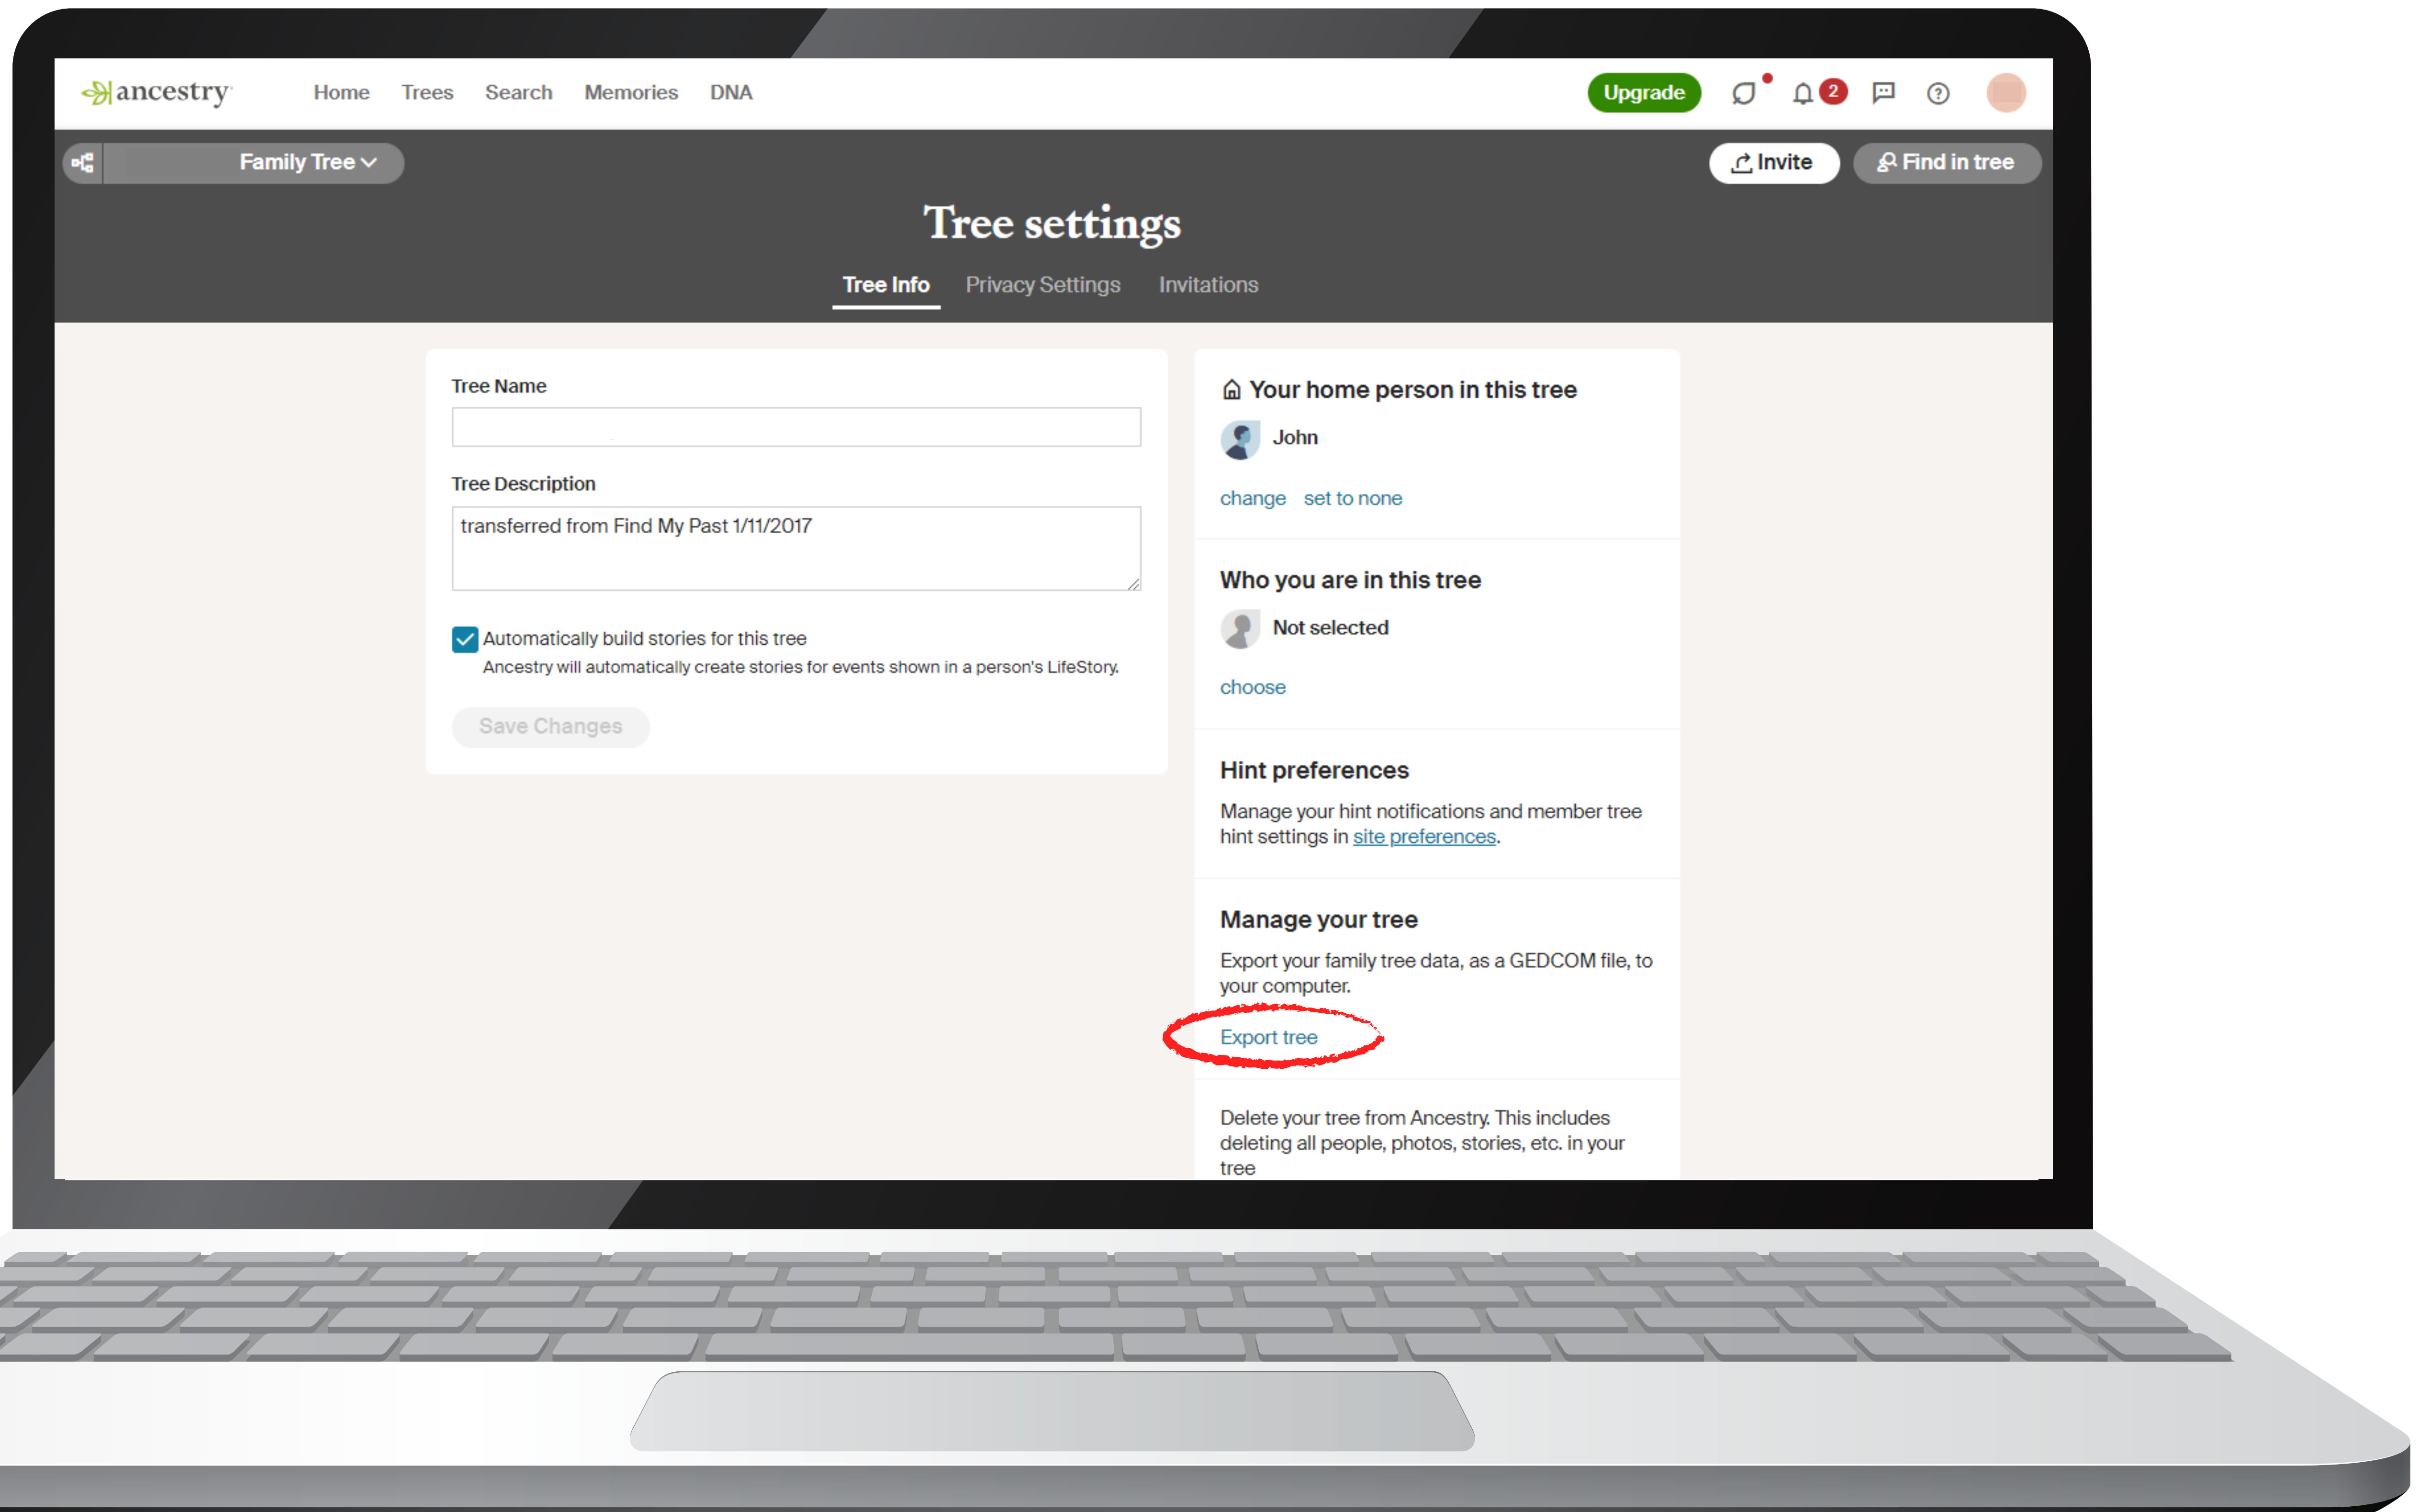 ancestry
Home Trees Search Memories DNA
Upgrade
2
Family Tree
Invite
Find in tree
Tree settings
Tree Info Privacy Settings Invitations
Tree Name
Tree Description
transferred from Find My Past 1/11/2017
Automatically build stories for this tree
Ancestry will automatically create stories for events shown in a person's LifeStory.
Save Changes
Your home person in this tree
John
change set to none
Who you are in this tree
Not selected
choose
Hint preferences
Manage your hint notifications and member tree
hint settings in site preferences.
Manage your tree
Export your family tree data, as a GEDCOM file, to
your computer.
Export tree
Delete your tree from Ancestry. This includes
deleting all people, photos, stories, etc. in your
tree